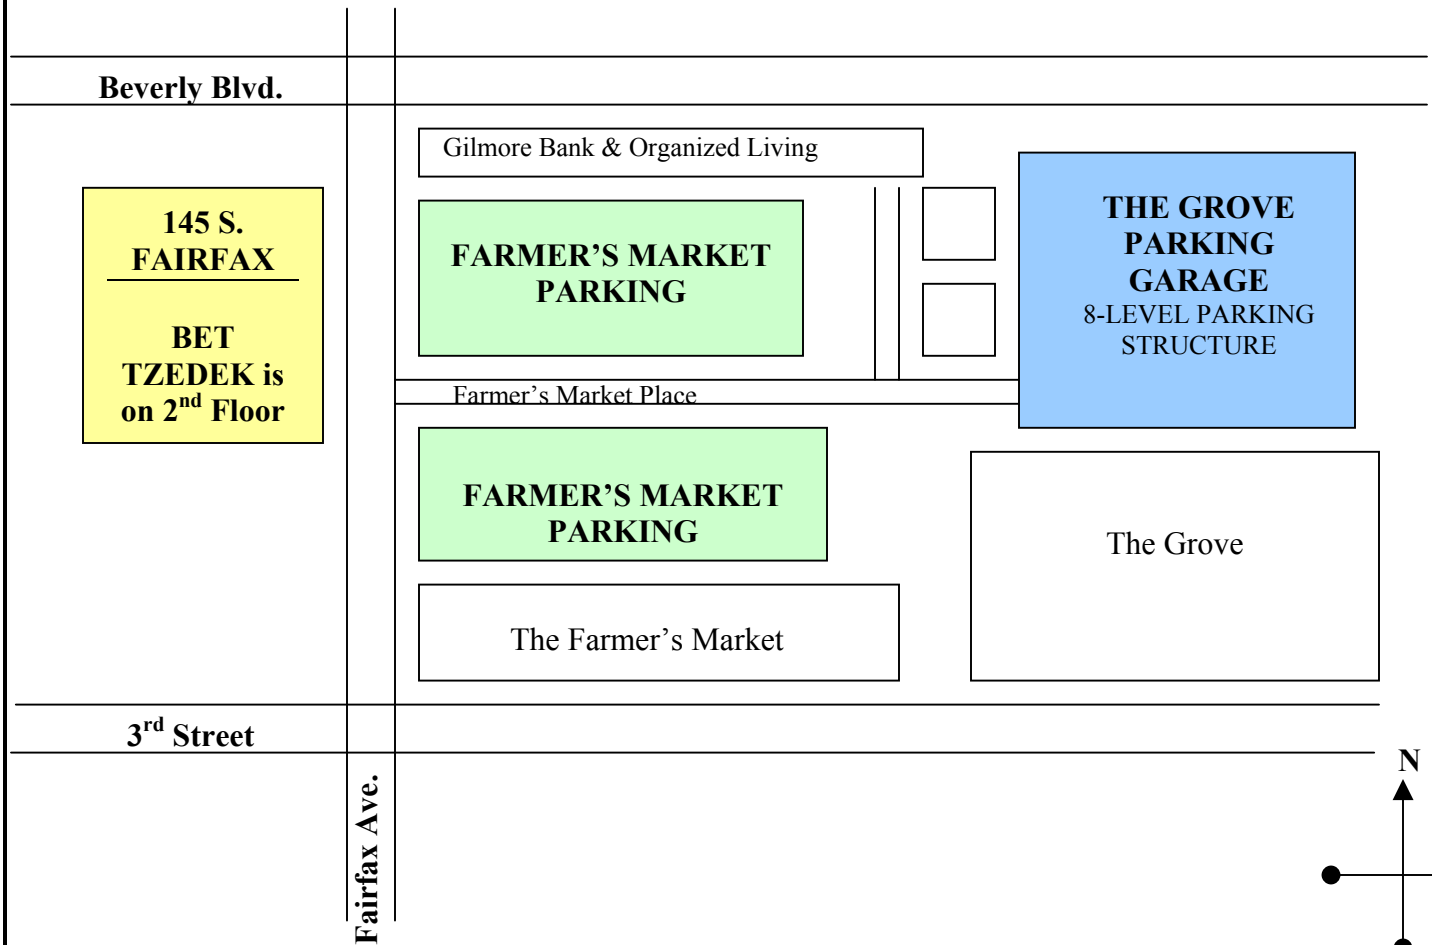 Beverly Blvd.
Gilmore Bank & Organized Living
145 S.
FAIRFAX
BET
TZEDEK is
on 2nd Floor
FARMER’S MARKET
PARKING
THE GROVE
PARKING
GARAGE
8-LEVEL PARKING
STRUCTURE
Farmer’s Market Place
FARMER’S MARKET
PARKING
The Grove
The Farmer’s Market
3rd Street
Fairfax Ave.
N